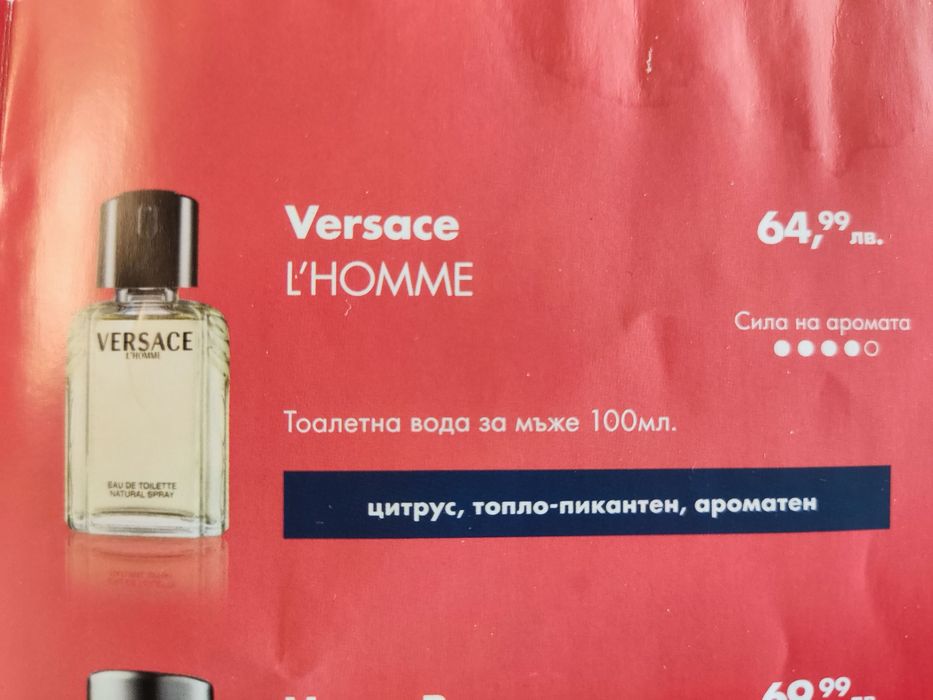 Versace
L'HOMME
64,99 лв.
Сила на аромата
VERSACE
L'HOMME
EAU DE TOILETTE
NATURAL SPRAY
Тоалетна вода за мъже 100мл.
цитрус, топло-пикантен, ароматен